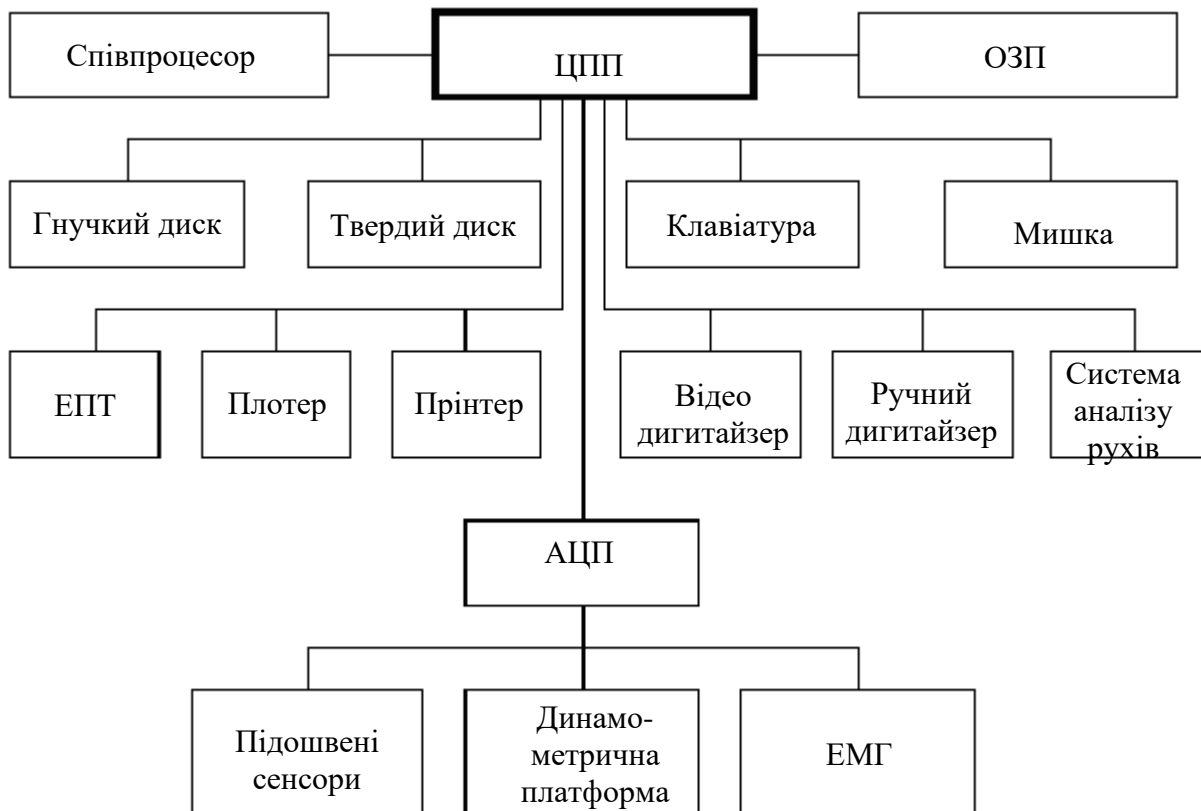 Співпроцесор
ЦПП
ОЗП
Гнучкий диск
Твердий диск
Клавіатура
Мишка
ЕПТ
Плотер
Прінтер
Відео
дигитайзер
Ручний
дигитайзер
Система
аналізу
рухів
АЦП
Підошвені
сенсори
Динамо-
метрична
платформа
ЕМГ